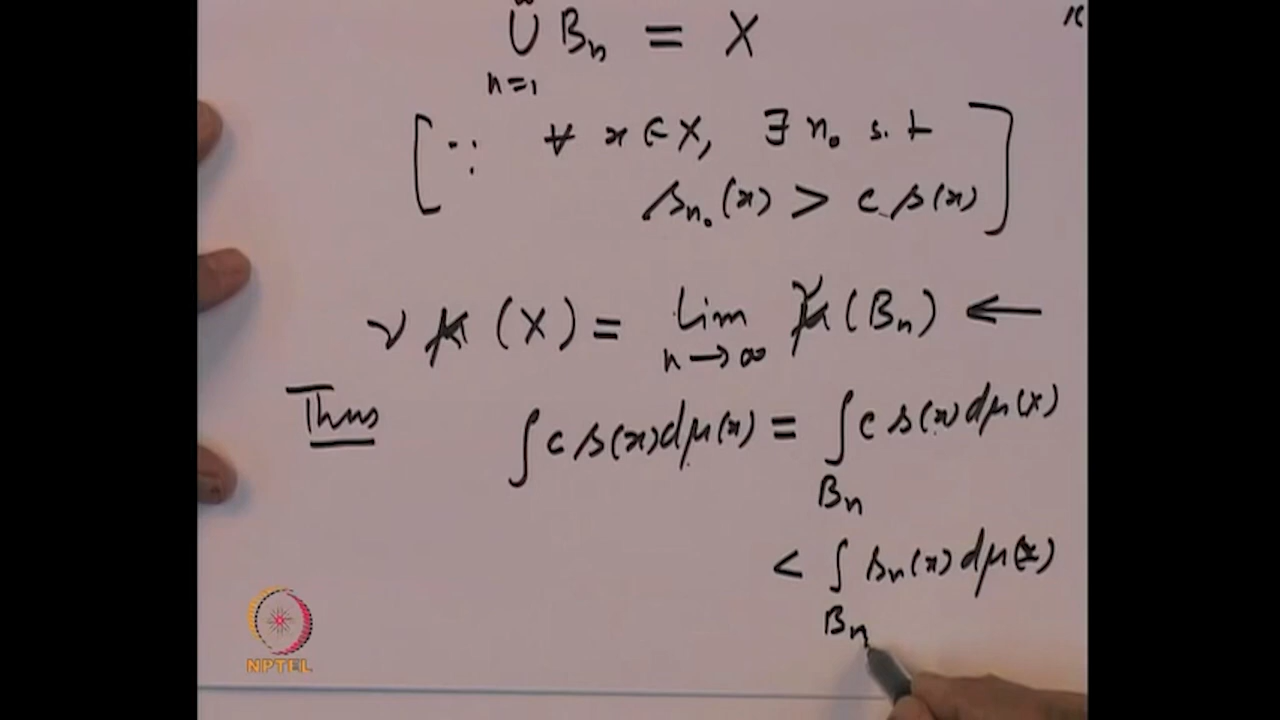 ∞⋃n=1 Bn = X
[∵ ∀ x ∈ X, ∃ n₀ s.t
sn₀(x) > c s(x)]
ν (X) = lim n→∞ ν(Bn) ←
Thus ∫ c s(x) dμ(x) = ∫Bn c s(x) dμ(x)
< ∫Bn sn(x) dμ(x)
NPTEL